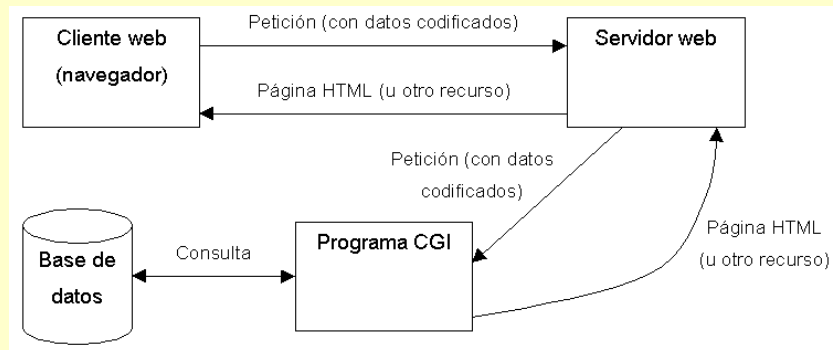 Cliente web
(navegador)
Petición (con datos codificados)
Servidor web
Página HTML (u otro recurso)
Petición (con datos
codificados)
Página HTML
(u otro recurso)
Programa CGI
Consulta
Base de
datos